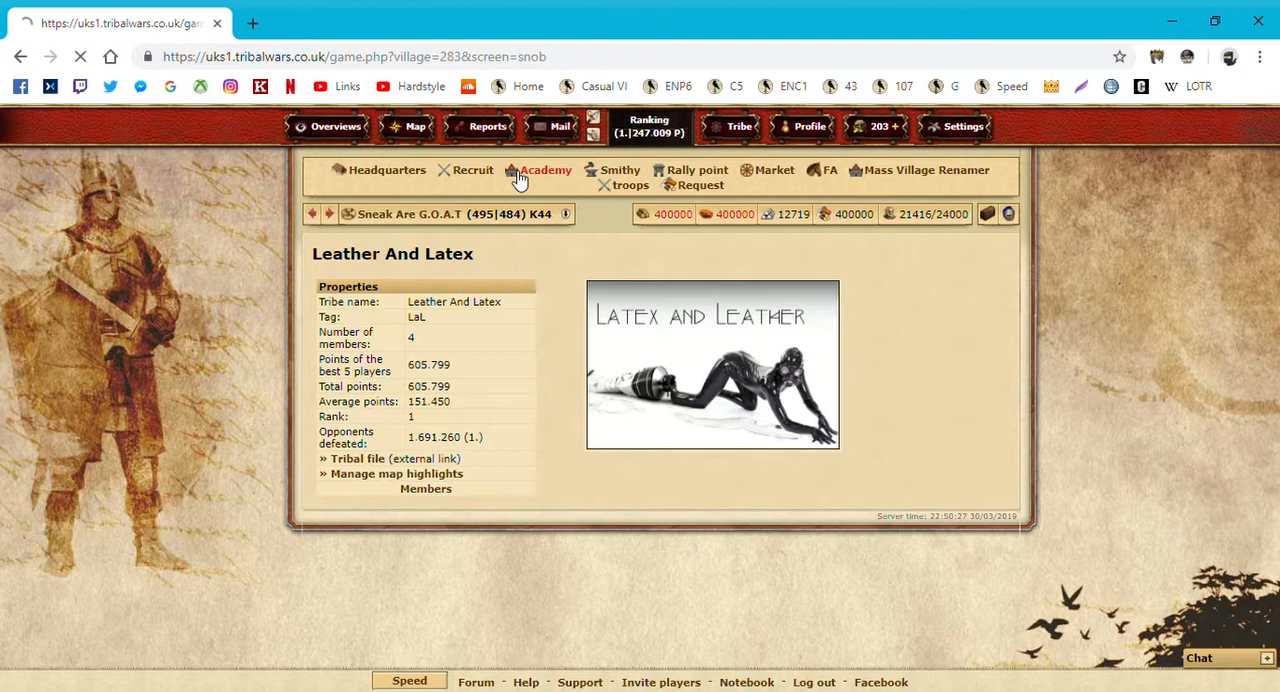 https://uks1.tribalwars.co.uk/gam
https://uks1.tribalwars.co.uk/game.php?village=283&screen=snob
Links Hardstyle Home Casual VI ENP6 C5 ENC1 43 107 G Speed W LOTR
Overviews Map Reports Mail Ranking (1.|247.009 P) Tribe Profile 203 + Settings
Headquarters Recruit Academy Smithy Rally point Market FA Mass Village Renamer
troops Request
Sneak Are G.O.A.T (495|484) K44 400000 400000 12719 400000 21416/24000
Leather And Latex
Properties
Tribe name: Leather And Latex
Tag: LaL
Number of members: 4
Points of the best 5 players 605.799
Total points: 605.799
Average points: 151.450
Rank: 1
Opponents defeated: 1.691.260 (1.)
» Tribal file (external link)
» Manage map highlights
Members
LATEX AND LEATHER
Server time: 22:50:27 30/03/2019
Chat
Speed Forum - Help - Support - Invite players - Notebook - Log out - Facebook